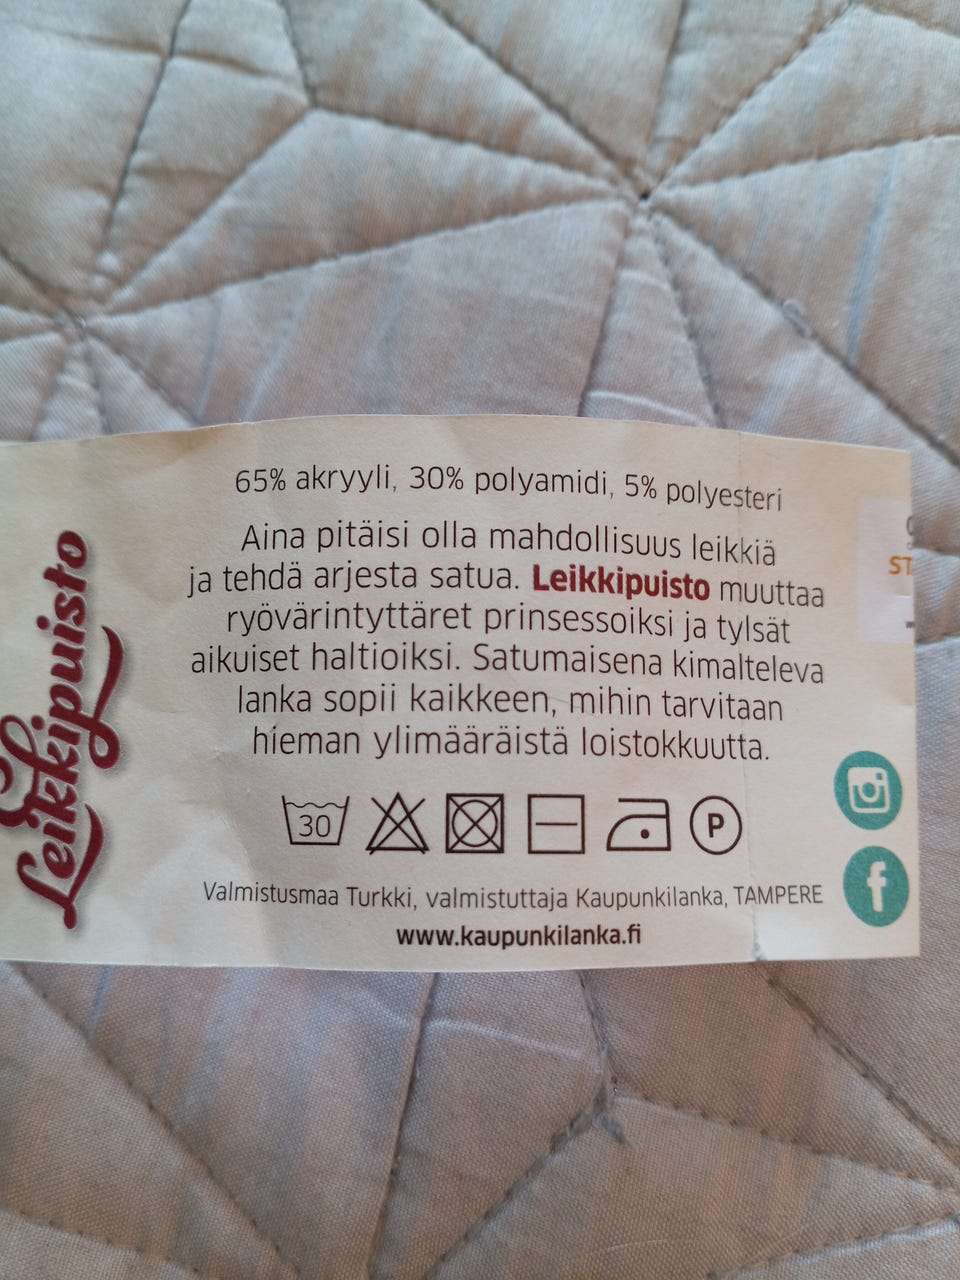 Leikkipuisto
65% akryyli, 30% polyamidi, 5% polyesteri
Aina pitäisi olla mahdollisuus leikkiä
ja tehdä arjesta satua. Leikkipuisto muuttaa
ryövärintyttäret prinsessoiksi ja tylsät
aikuiset haltioiksi. Satumaisena kimalteleva
lanka sopii kaikkeen, mihin tarvitaan
hieman ylimääräistä loistokkuutta.
30 P
Valmistusmaa Turkki, valmistuttaja Kaupunkilanka, TAMPERE
www.kaupunkilanka.fi
ST